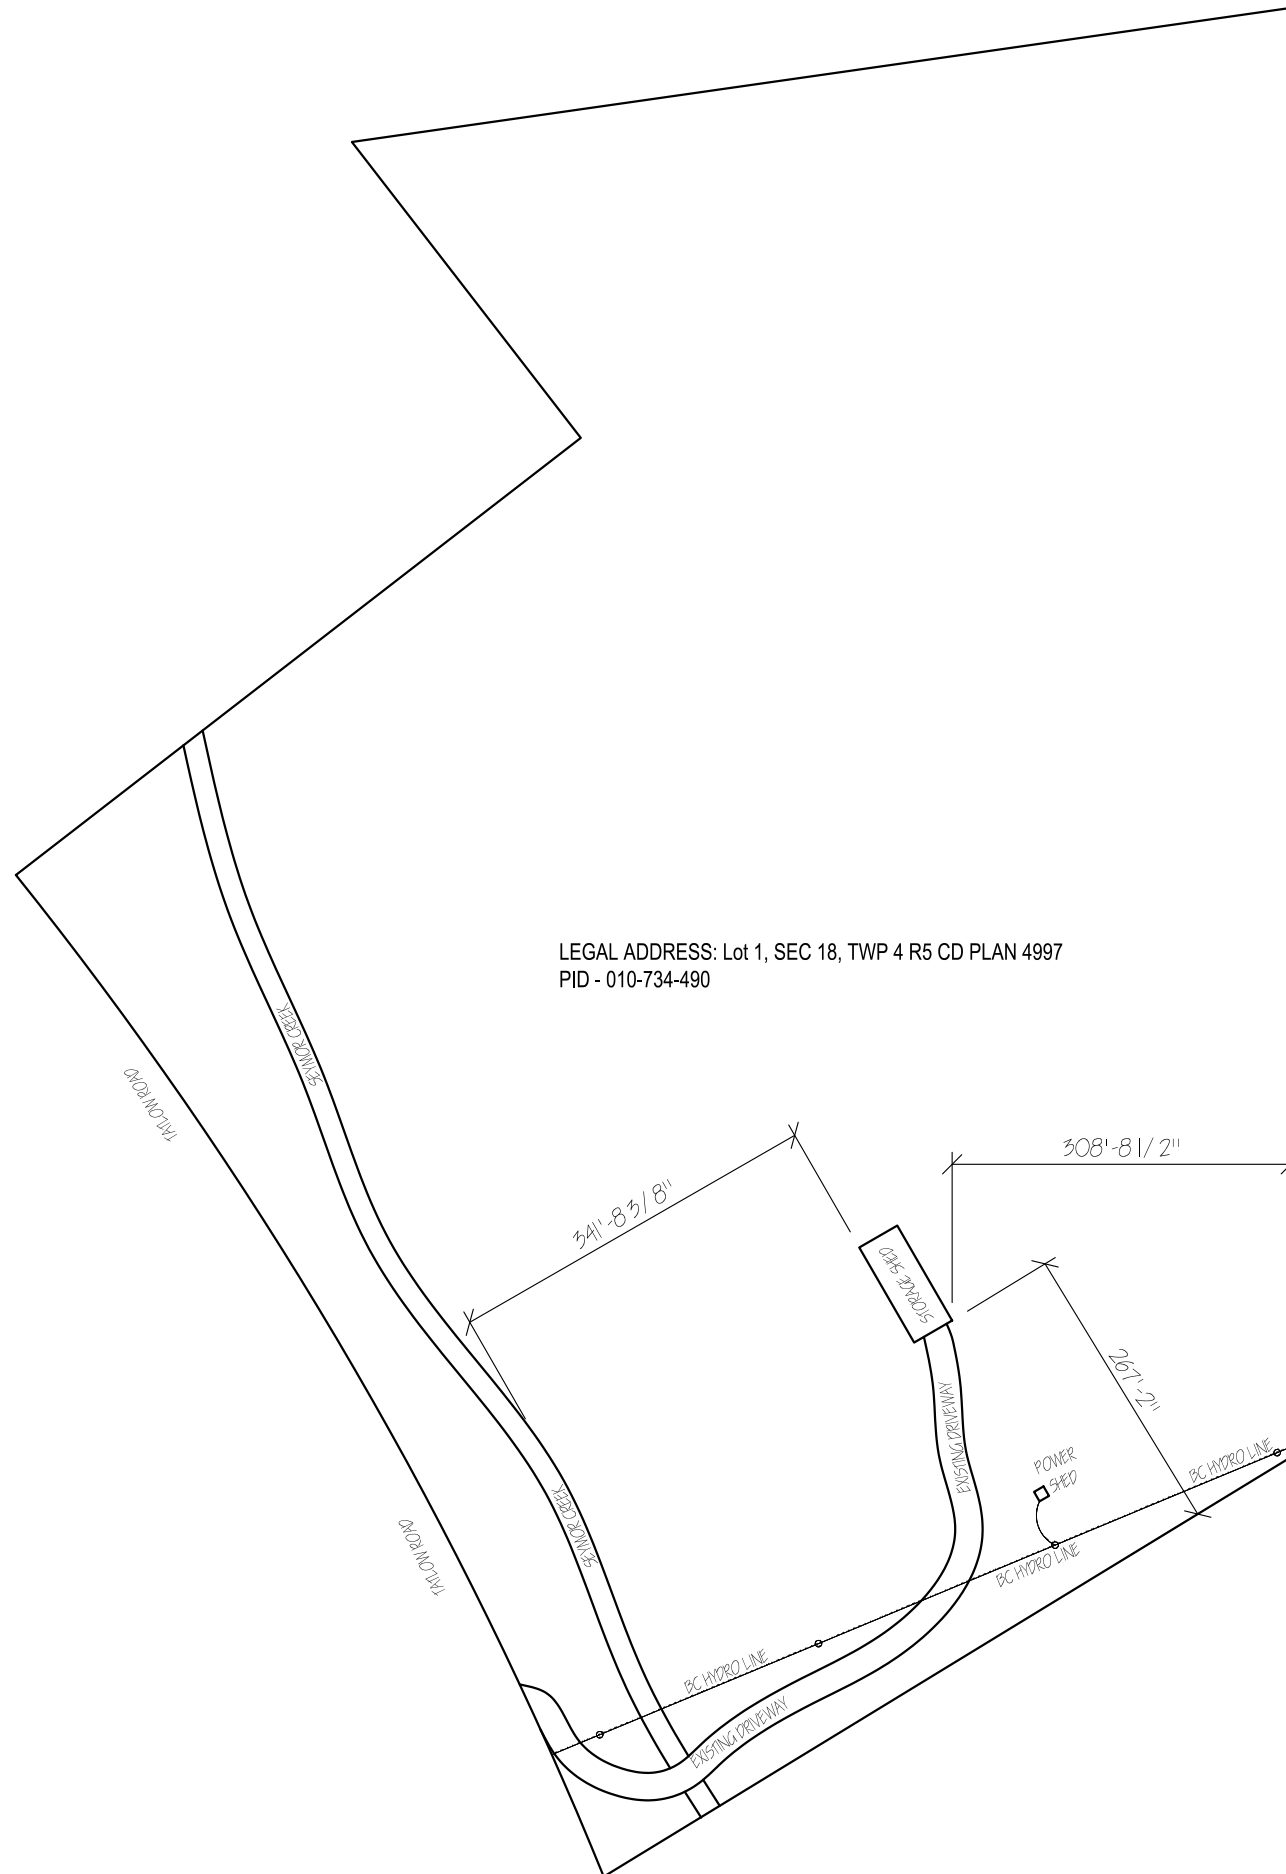 LEGAL ADDRESS: Lot 1, SEC 18, TWP 4 R5 CD PLAN 4997
PID - 010-734-490
SEYMOR CREEK
TATLOW ROAD
308'-8 1/2"
341'-8 3/8"
STORAGE SHED
267'-2"
EXISTING DRIVEWAY
POWER
SHED
BC HYDRO LINE
SEYMOR CREEK
TATLOW ROAD
BC HYDRO LINE
BC HYDRO LINE
EXISTING DRIVEWAY